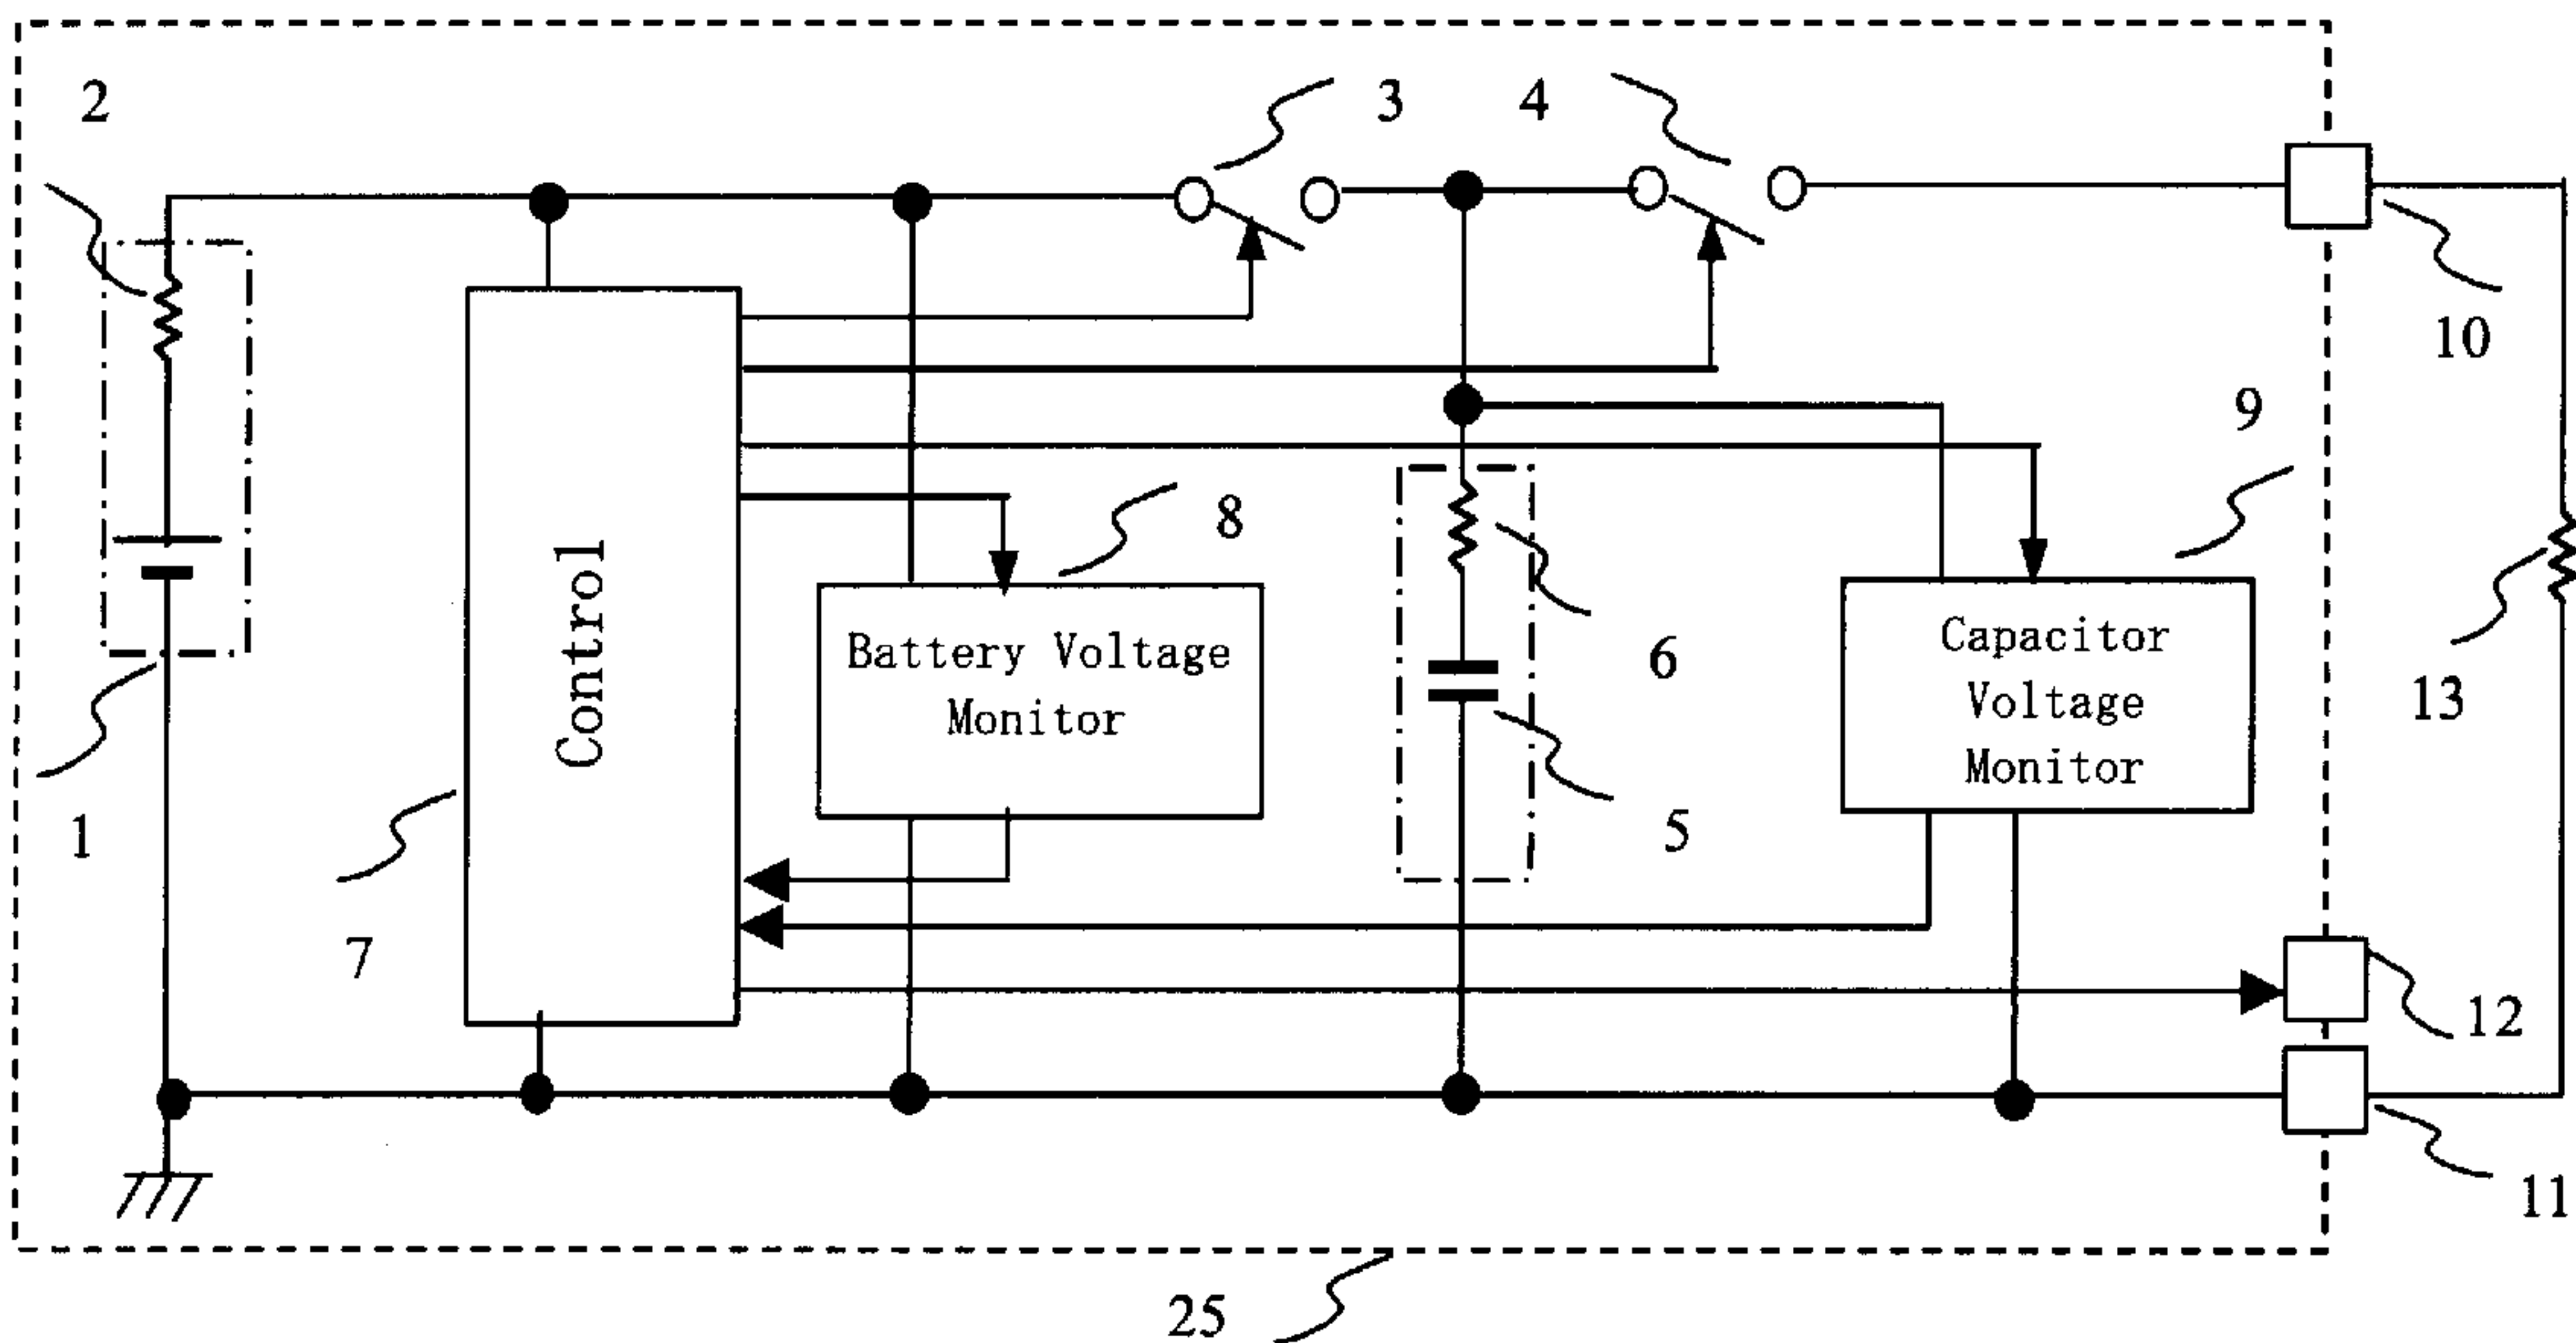 2
3
4
10
9
8
Control
Battery Voltage
Monitor
6
Capacitor
Voltage
Monitor
13
1
5
7
12
11
25